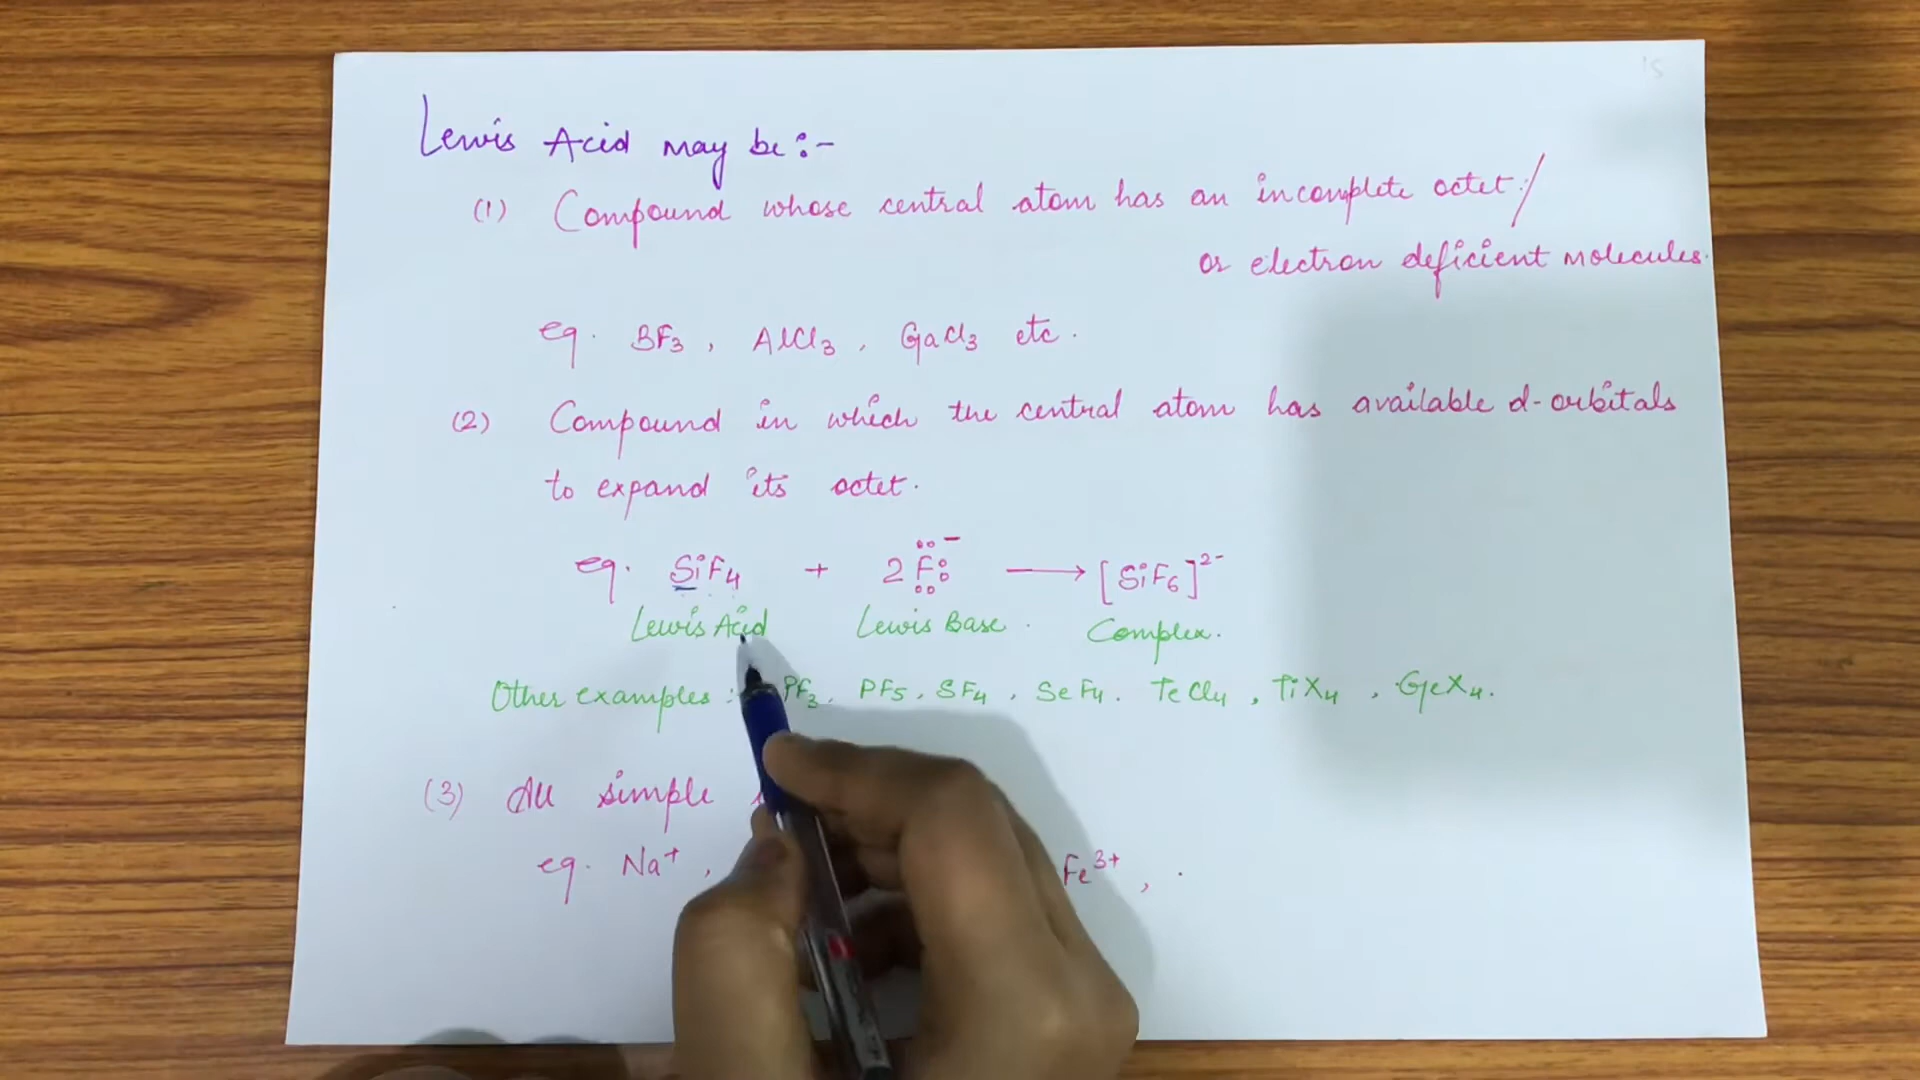 Lewis Acid may be:-
(1) Compound whose central atom has an incomplete octet./
or electron deficient molecules.
eg. BF₃, AlCl₃, GaCl₃ etc.
(2) Compound in which the central atom has available d-orbitals
to expand its octet.
eg. SiF₄ + 2F⁻ ⟶ [SiF₆]²⁻
Lewis Acid Lewis Base. Complex.
Other examples: PF₃, PF₅, SF₄, SeF₄. TeCl₄, TiX₄, GeX₄.
(3) All simple
eg. Na⁺, Fe³⁺,